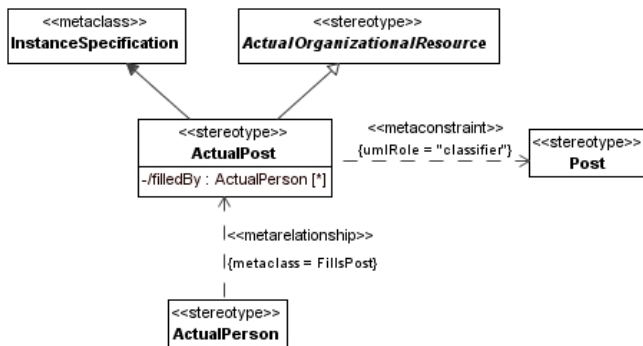 <<metaclass>>
InstanceSpecification
<<stereotype>>
ActualOrganizationalResource
<<stereotype>>
ActualPost
-/filledBy : ActualPerson [*]
<<metaconstraint>>
{umlRole = "classifier"}
<<stereotype>>
Post
<<metarelationship>>
{metaclass = FillsPost}
<<stereotype>>
ActualPerson